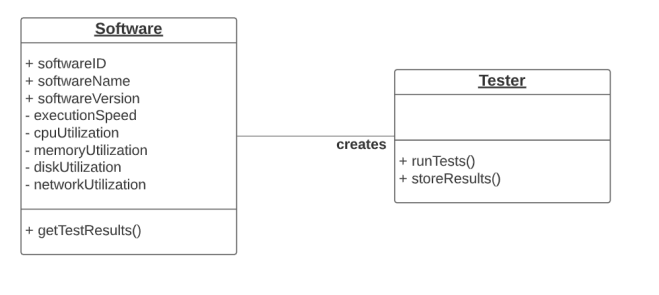 Software
+ softwareID
+ softwareName
+ softwareVersion
- executionSpeed
- cpuUtilization
- memoryUtilization
- diskUtilization
- networkUtilization
+ getTestResults()
creates
Tester
+ runTests()
+ storeResults()